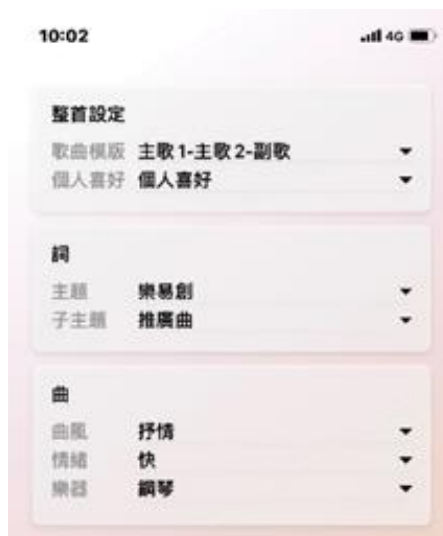 10:02
4G
整首設定
歌曲模版 主歌1-主歌2-副歌
個人喜好 個人喜好
詞
主題 樂易創
子主題 推廣曲
曲
曲風 抒情
情緒 快
樂器 鋼琴